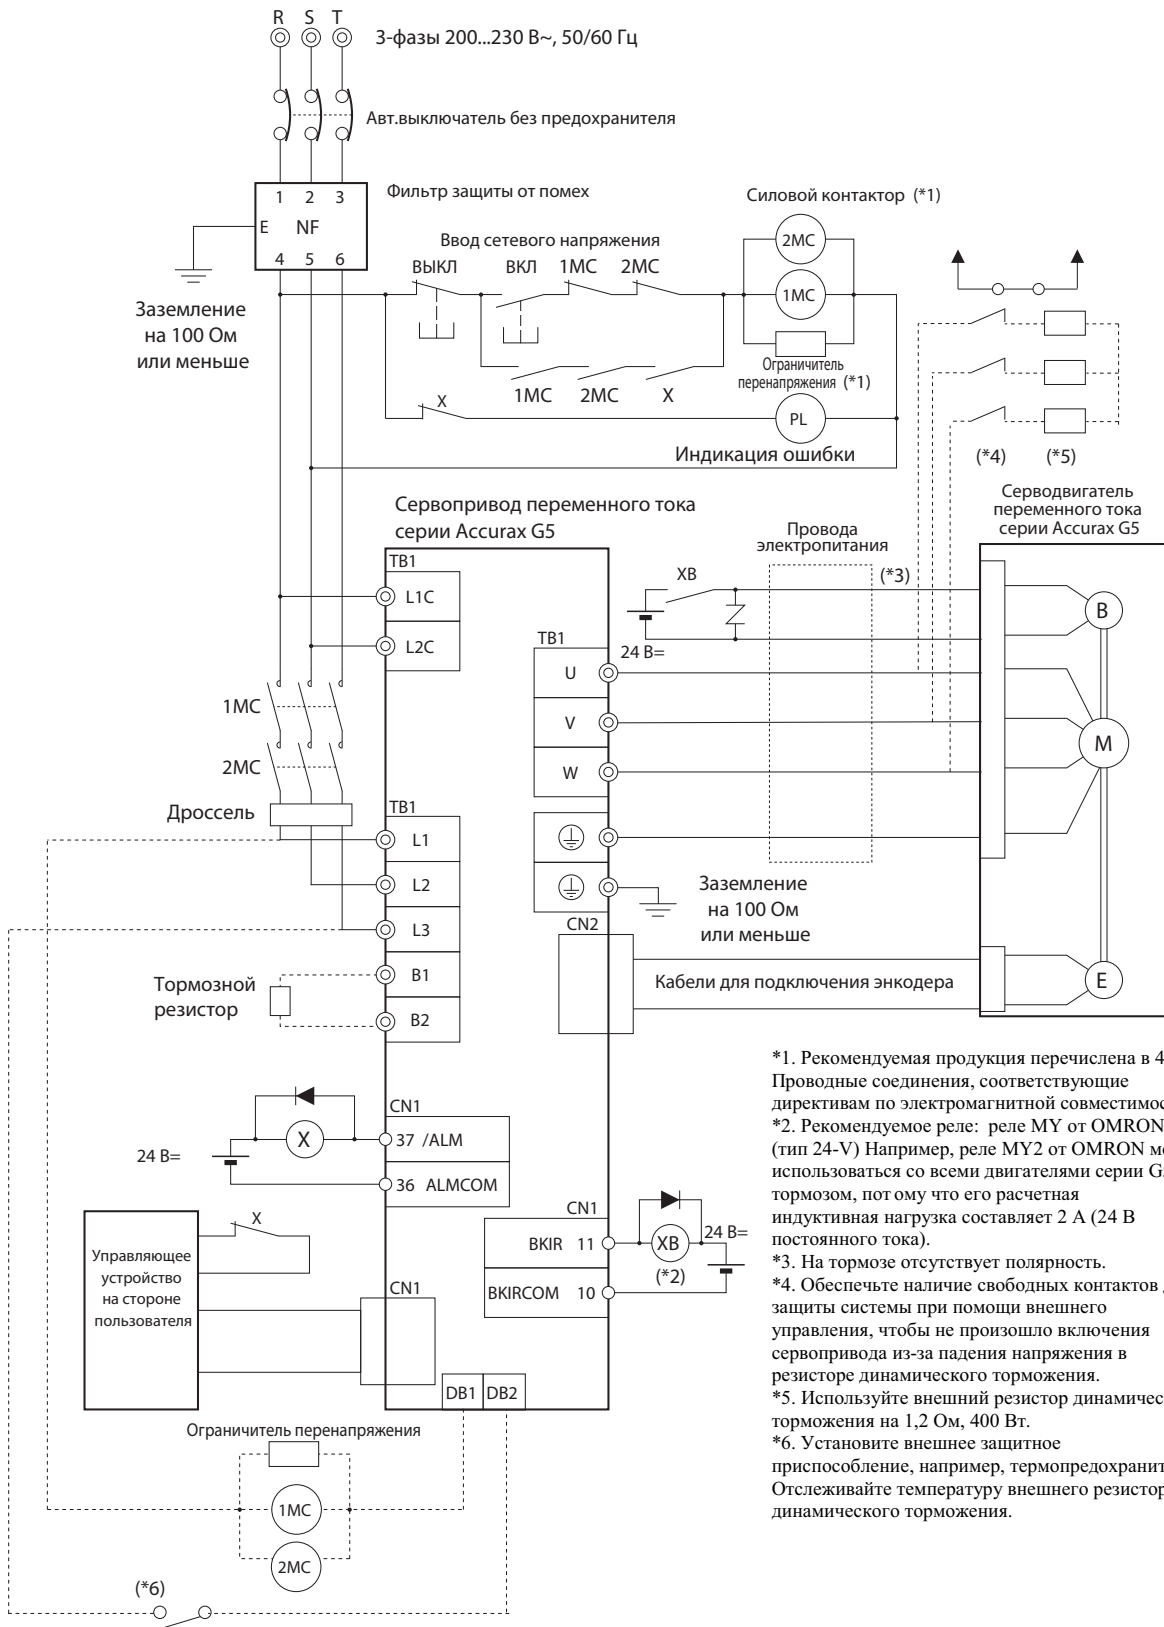 R S T
3-фазы 200...230 В~, 50/60 Гц
Авт.выключатель без предохранителя
1 2 3
Фильтр защиты от помех
E NF
4 5 6
Силовой контактор (*1)
2MC
Ввод сетевого напряжения
ВЫКЛ ВКЛ 1MC 2MC
1MC
Заземление
на 100 Ом
или меньше
Ограничитель
перенапряжения (*1)
1MC 2MC X
X
PL
Индикация ошибки
(*4) (*5)
Сервопривод переменного тока
серии Accurax G5
Провода
электропитания
Серводвигатель
переменного тока
серии Accurax G5
TB1
L1C
L2C
XB
(*3)
24 В=
B
TB1
U
V
W
M
1MC
2MC
Дроссель
TB1
L1
L2
L3
B1
B2
Заземление
на 100 Ом
или меньше
CN2
Кабели для подключения энкодера
E
Тормозной
резистор
CN1
X
37 /ALM
24 В=
36 ALMCOM
CN1
BKIR 11
XB
24 В=
(*2)
BKIRCOM 10
X
Управляющее
устройство
на стороне
пользователя
CN1
DB1 DB2
Ограничитель перенапряжения
1MC
2MC
(*6)
*1. Рекомендуемая продукция перечислена в 4
Проводные соединения, соответствующие
директивам по электромагнитной совместимос
*2. Рекомендуемое реле: реле MY от OMRON
(тип 24-V) Например, реле MY2 от OMRON м
использоваться со всеми двигателями серии G
тормозом, пот ому что его расчетная
индуктивная нагрузка составляет 2 А (24 В
постоянного тока).
*3. На тормозе отсутствует полярность.
*4. Обеспечьте наличие свободных контактов
защиты системы при помощи внешнего
управления, чтобы не произошло включения
сервопривода из-за падения напряжения в
резисторе динамического торможения.
*5. Используйте внешний резистор динамичес
торможения на 1,2 Ом, 400 Вт.
*6. Установите внешнее защитное
приспособление, например, термопредохранит
Отслеживайте температуру внешнего резистор
динамического торможения.